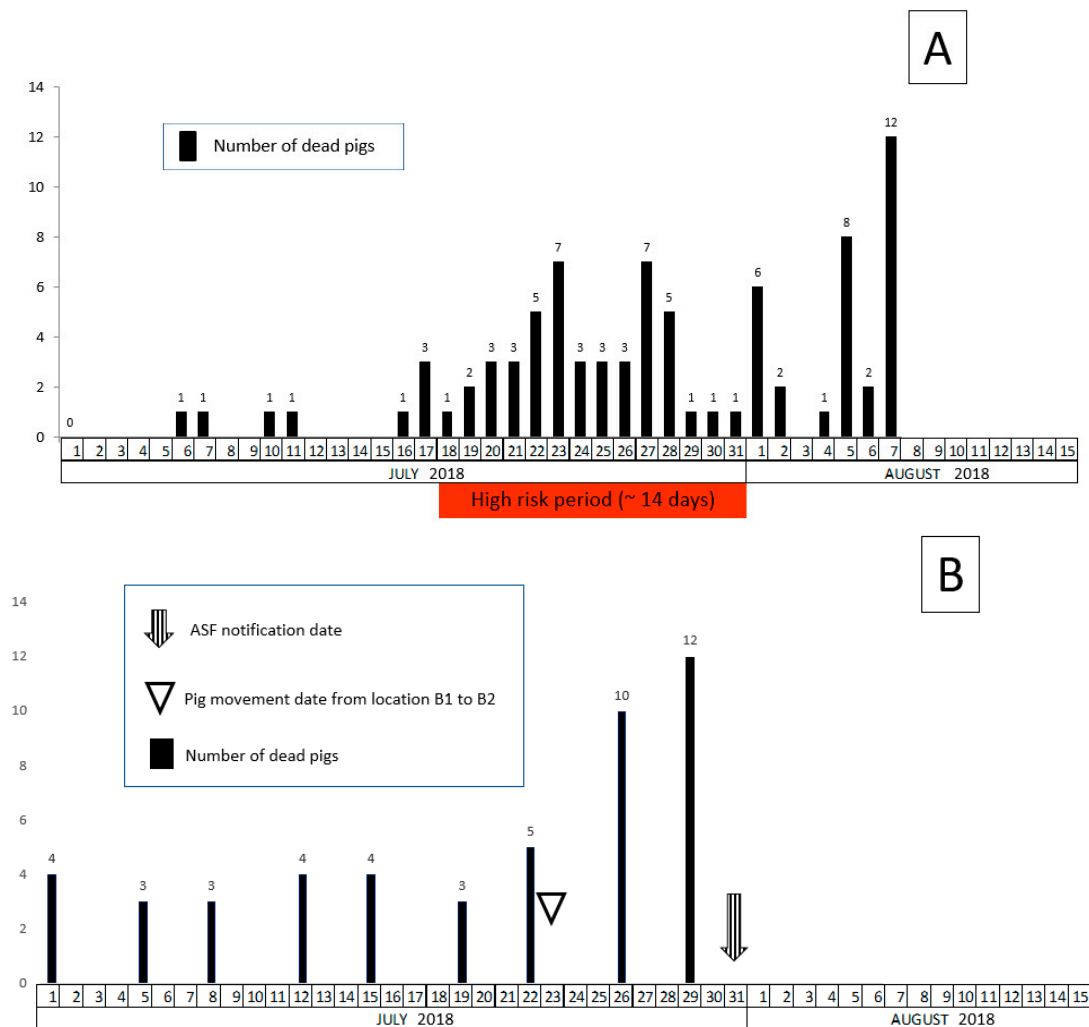 A
14
12
10
8
6
4
2
0
Number of dead pigs
0 1 1 1 1 1 3 1 2 3 3 5 7 3 3 3 7 5 1 1 1 6 2 1 8 2 12
1 2 3 4 5 6 7 8 9 10 11 12 13 14 15 16 17 18 19 20 21 22 23 24 25 26 27 28 29 30 31 1 2 3 4 5 6 7 8 9 10 11 12 13 14 15
JULY 2018 AUGUST 2018
High risk period (~ 14 days)
B
14
12
10
8
6
4
2
0
ASF notification date
Pig movement date from location B1 to B2
Number of dead pigs
4 3 3 4 4 3 5 10 12
1 2 3 4 5 6 7 8 9 10 11 12 13 14 15 16 17 18 19 20 21 22 23 24 25 26 27 28 29 30 31 1 2 3 4 5 6 7 8 9 10 11 12 13 14 15
JULY 2018 AUGUST 2018